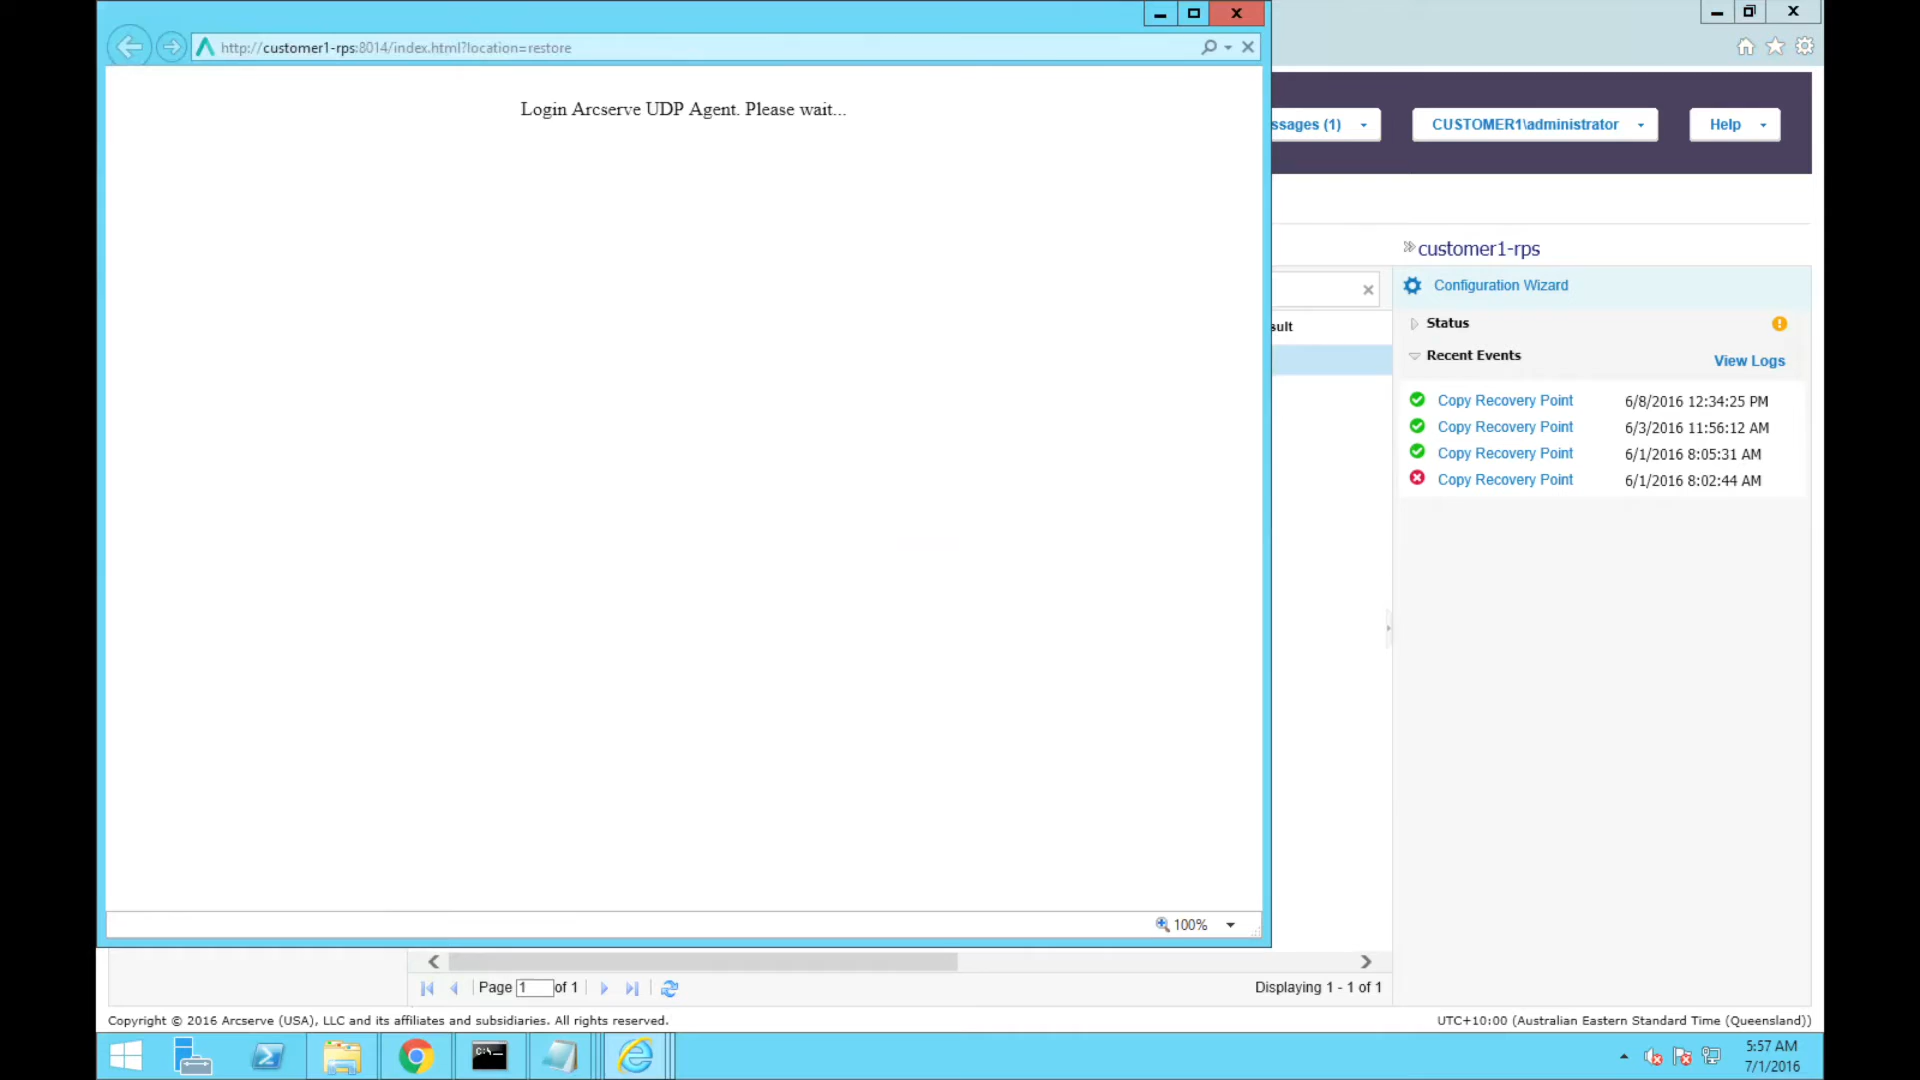 http://customer1-rps:8014/index.html?location=restore
Login Arcserve UDP Agent. Please wait...
ssages (1)
CUSTOMER1\administrator
Help
customer1-rps
Configuration Wizard
sult
Status
Recent Events
View Logs
Copy Recovery Point 6/8/2016 12:34:25 PM
Copy Recovery Point 6/3/2016 11:56:12 AM
Copy Recovery Point 6/1/2016 8:05:31 AM
Copy Recovery Point 6/1/2016 8:02:44 AM
100%
Page 1 of 1
Displaying 1 - 1 of 1
Copyright © 2016 Arcserve (USA), LLC and its affiliates and subsidiaries. All rights reserved.
UTC+10:00 (Australian Eastern Standard Time (Queensland))
C:\_
5:57 AM
7/1/2016